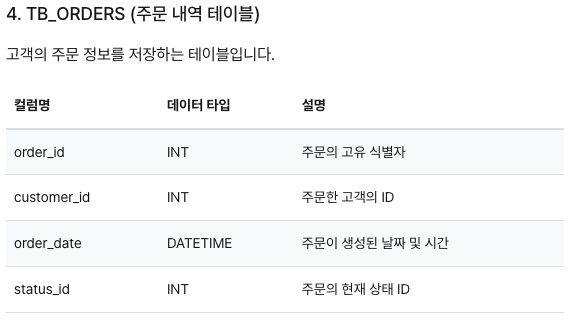 4. TB_ORDERS (주문 내역 테이블)
고객의 주문 정보를 저장하는 테이블입니다.
컬럼명 데이터 타입 설명
order_id INT 주문의 고유 식별자
customer_id INT 주문한 고객의 ID
order_date DATETIME 주문이 생성된 날짜 및 시간
status_id INT 주문의 현재 상태 ID